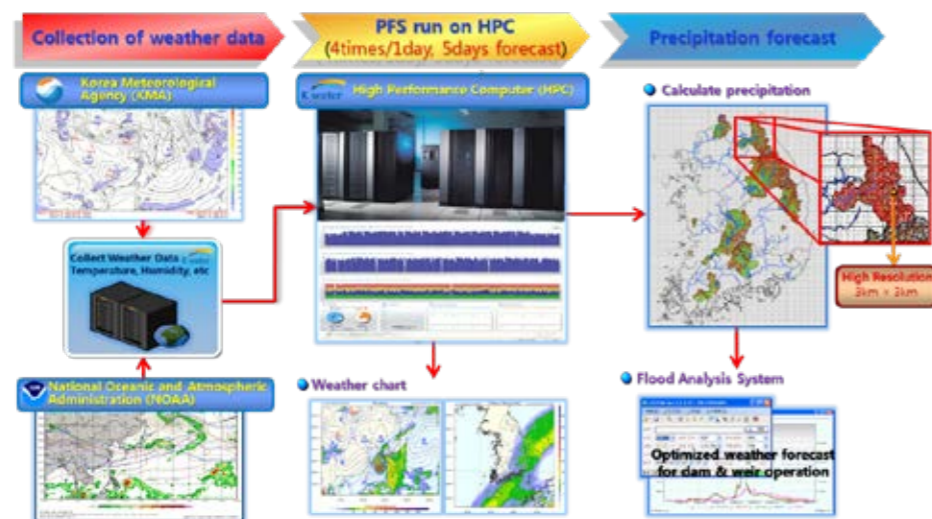 Collection of weather data
PFS run on HPC
(4times/1day, 5days forecast)
Precipitation forecast
Korea Meteorological
Agency (KMA)
K water
High Performance Computer (HPC)
Calculate precipitation
Collect Weather Data
Temperature, Humidity, etc
High Resolution
3km × 3km
National Oceanic and Atmospheric
Administration (NOAA)
Weather chart
Flood Analysis System
Optimized weather forecast
for dam & weir operation